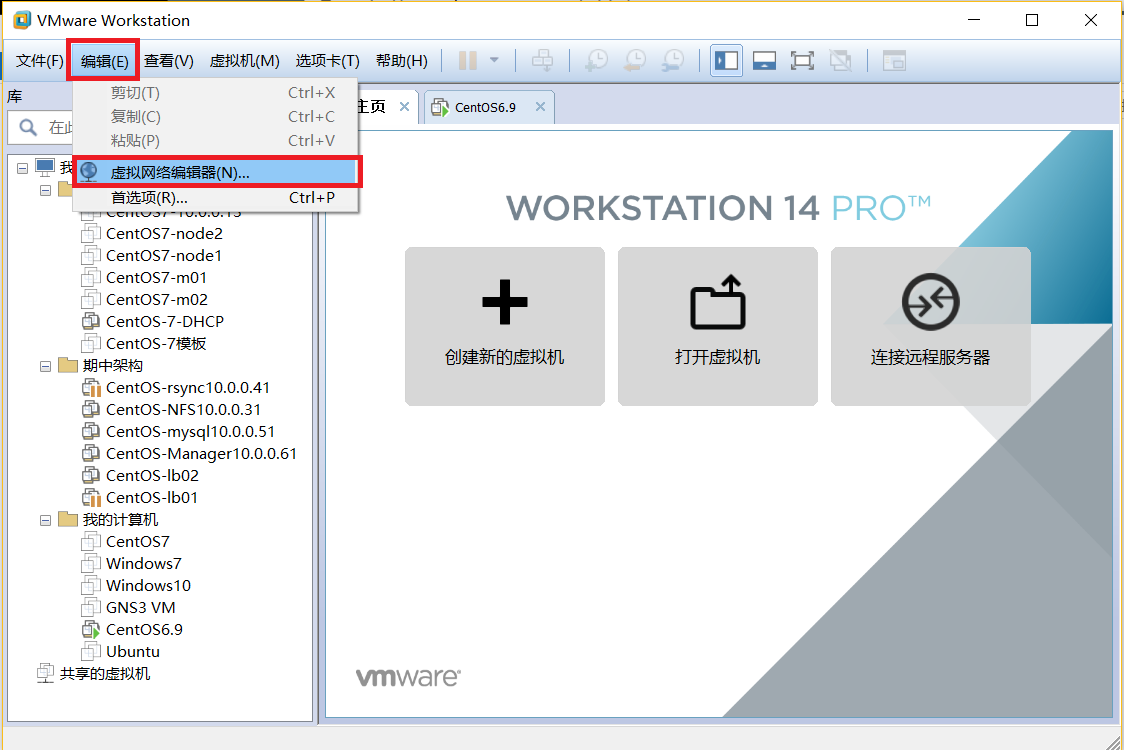 VMware Workstation
文件(F) 编辑(E) 查看(V) 虚拟机(M) 选项卡(T) 帮助(H)
库
在此
剪切(T) Ctrl+X
复制(C) Ctrl+C
粘贴(P) Ctrl+V
虚拟网络编辑器(N)...
首选项(R)... Ctrl+P
主页
CentOS6.9
我
CentOS7-10.0.0.13
CentOS7-node2
CentOS7-node1
CentOS7-m01
CentOS7-m02
CentOS-7-DHCP
CentOS-7模板
期中架构
CentOS-rsync10.0.0.41
CentOS-NFS10.0.0.31
CentOS-mysql10.0.0.51
CentOS-Manager10.0.0.61
CentOS-lb02
CentOS-lb01
我的计算机
CentOS7
Windows7
Windows10
GNS3 VM
CentOS6.9
Ubuntu
共享的虚拟机
WORKSTATION 14 PRO™
创建新的虚拟机
打开虚拟机
连接远程服务器
vmware®